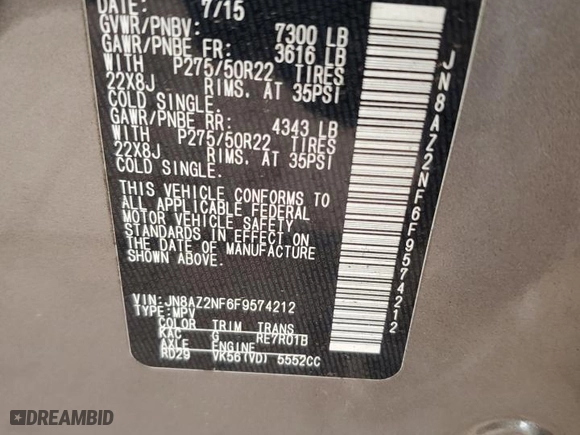 DATE: 7/15
GVWR/PNBV: 7300 LB
GAWR/PNBE FR: 3616 LB
WITH P275/50R22 TIRES
22X8J RIMS. AT 35PSI
COLD SINGLE.
GAWR/PNBE RR: 4343 LB
WITH P275/50R22 TIRES
22X8J RIMS. AT 35PSI
COLD SINGLE.
THIS VEHICLE CONFORMS TO
ALL APPLICABLE FEDERAL
MOTOR VEHICLE SAFETY
STANDARDS IN EFFECT ON
THE DATE OF MANUFACTURE
SHOWN ABOVE.
VIN:JN8AZ2NF6F9574212
TYPE:MPV
COLOR TRIM TRANS
KAC G RE7R01B
AXLE ENGINE
RD29 VK56(VD) 5552CC
JN8AZ2NF6F9574212
DREAMBID